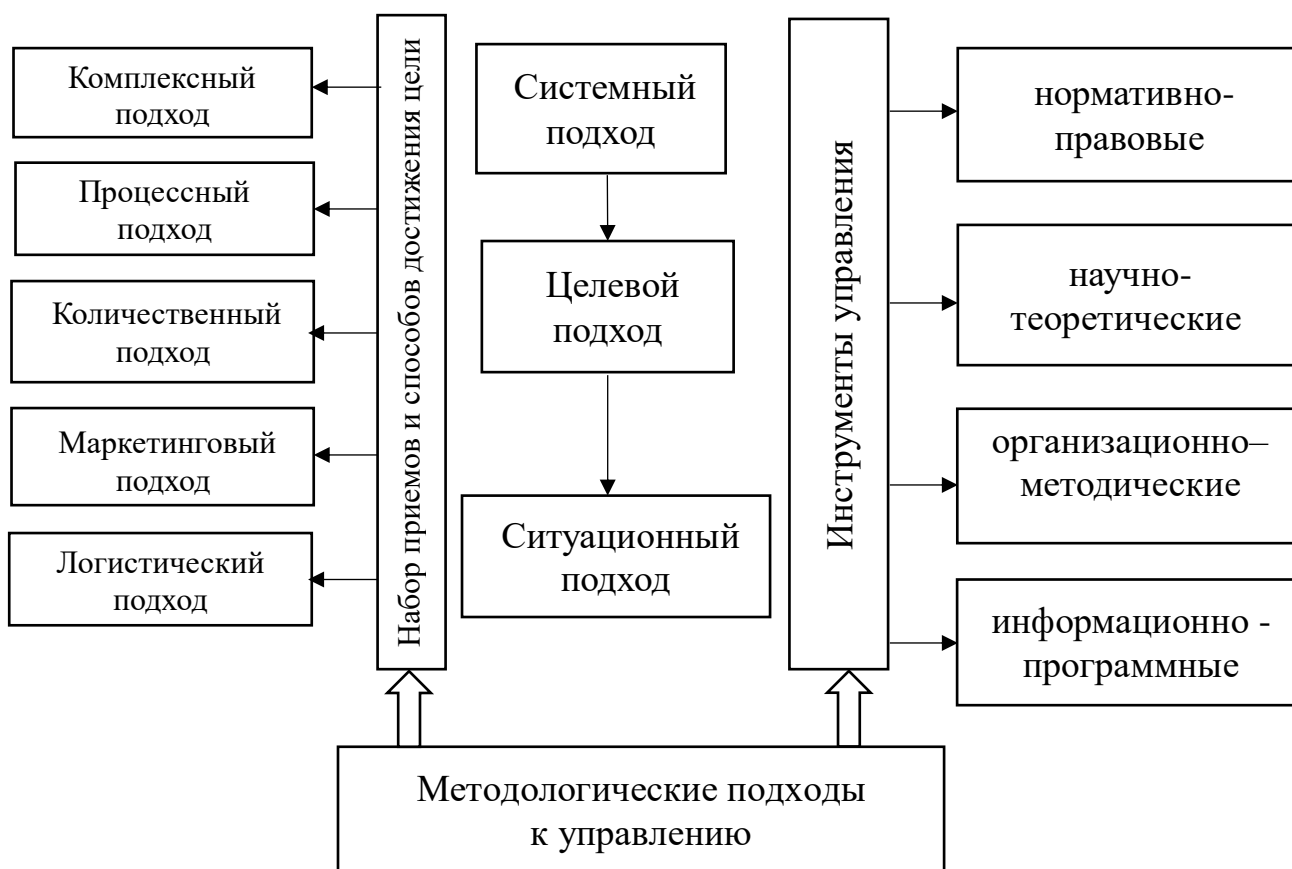 Комплексный
подход
Процессный
подход
Количественный
подход
Маркетинговый
подход
Логистический
подход
Набор приемов и способов достижения цели
Системный
подход
Целевой
подход
Ситуационный
подход
Инструменты управления
нормативно-
правовые
научно-
теоретические
организационно–
методические
информационно -
программные
Методологические подходы
к управлению